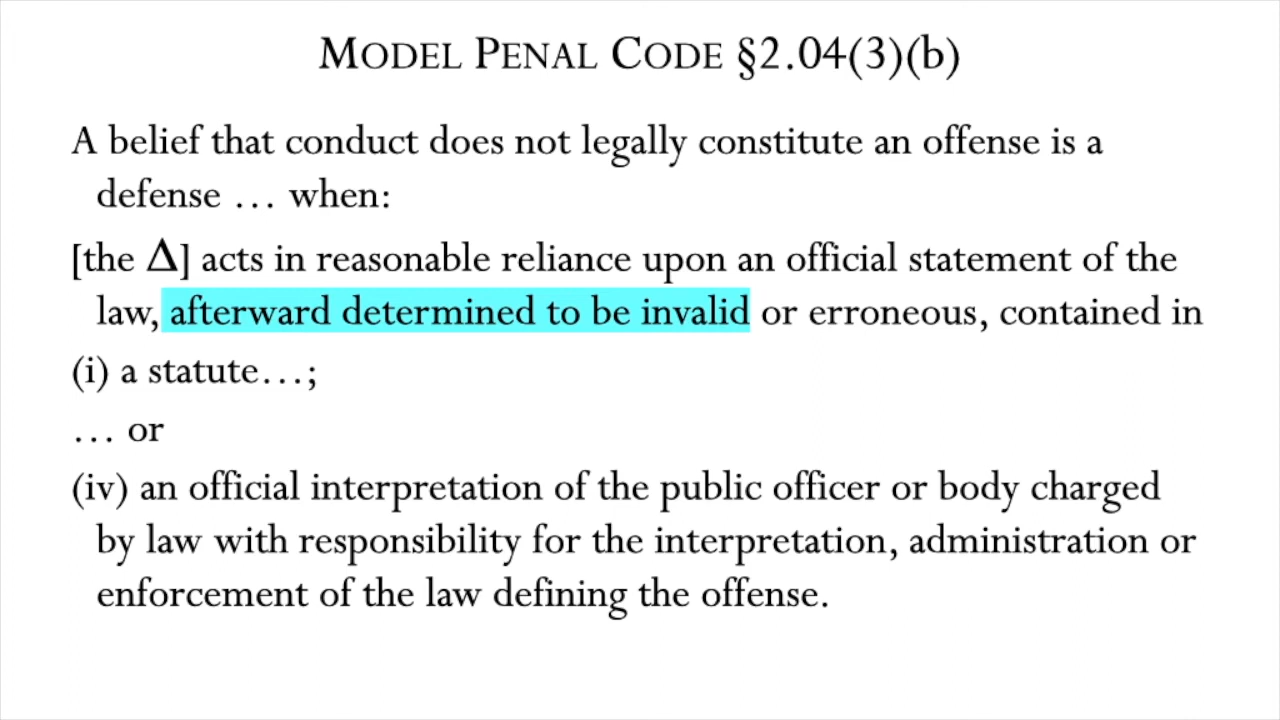 MODEL PENAL CODE §2.04(3)(b)
A belief that conduct does not legally constitute an offense is a
defense … when:
[the Δ] acts in reasonable reliance upon an official statement of the
law, afterward determined to be invalid or erroneous, contained in
(i) a statute…;
… or
(iv) an official interpretation of the public officer or body charged
by law with responsibility for the interpretation, administration or
enforcement of the law defining the offense.